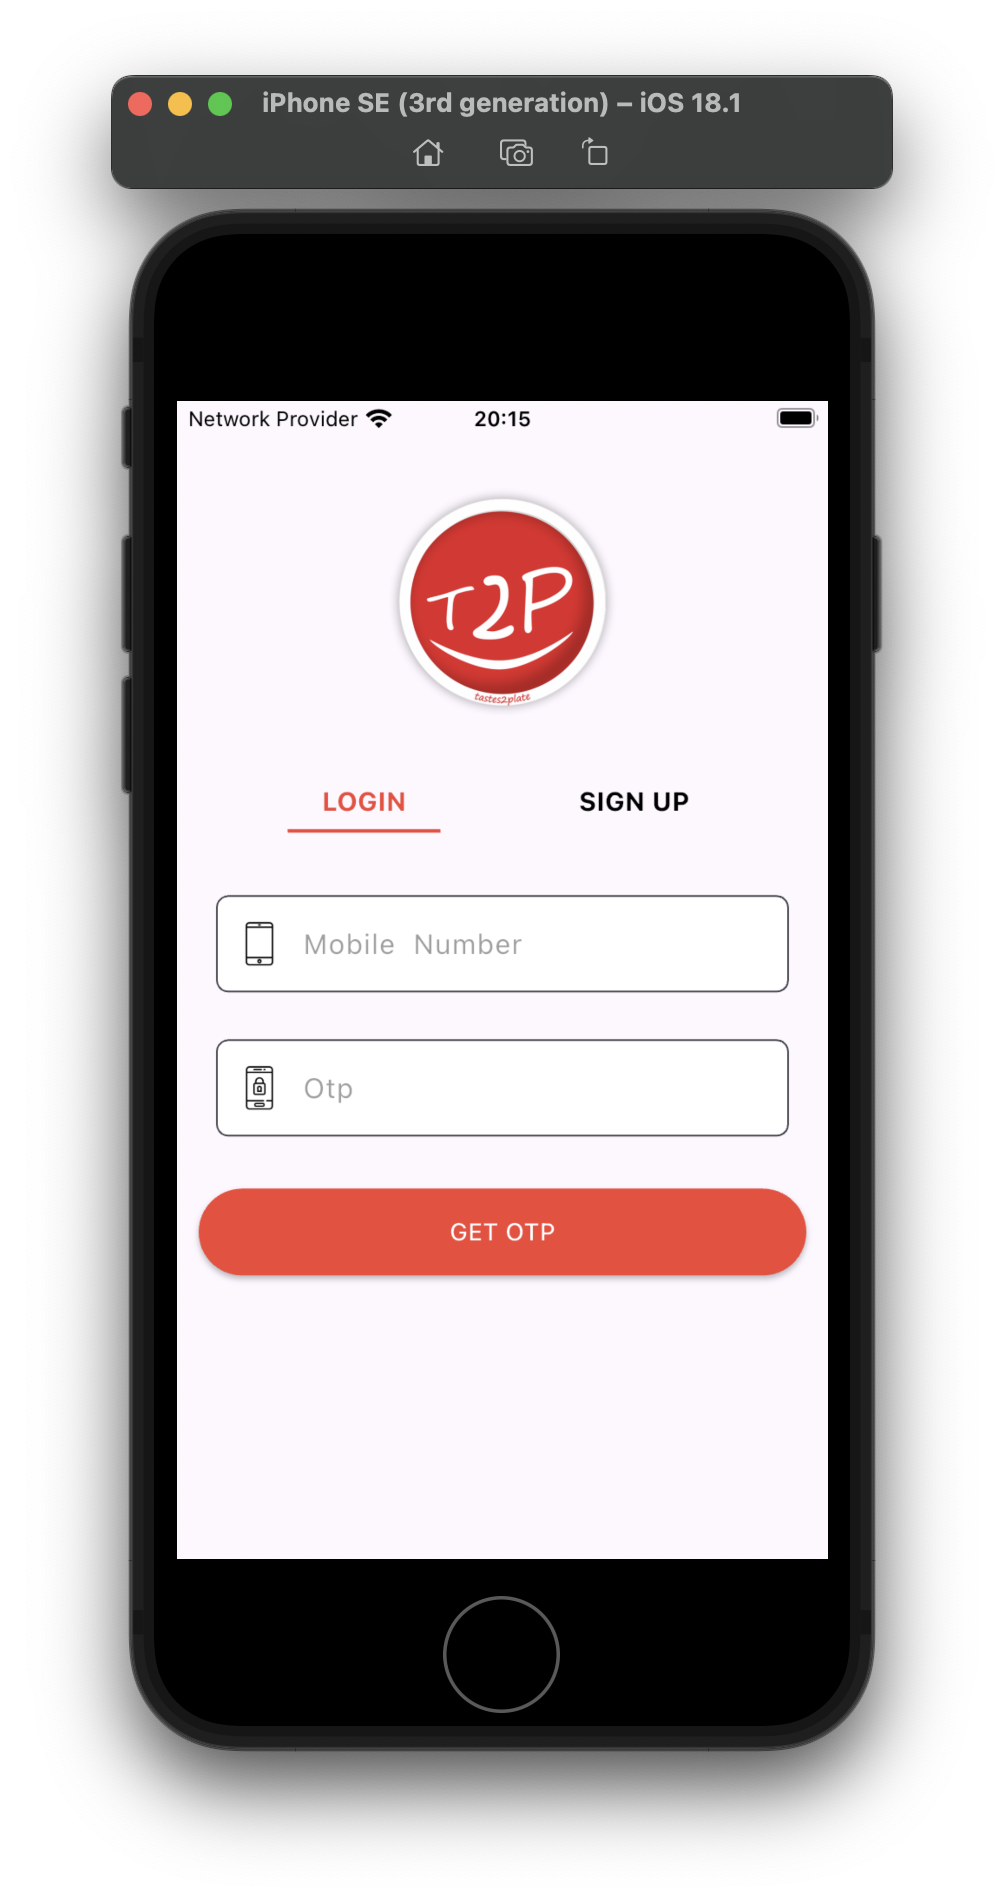 iPhone SE (3rd generation) – iOS 18.1
Network Provider 20:15
T2P
tastes2plate
LOGIN SIGN UP
Mobile  Number
Otp
GET OTP